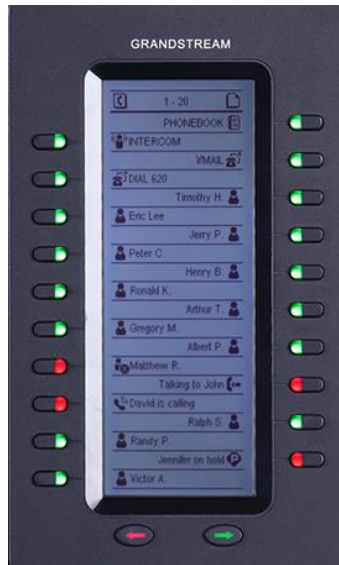 GRANDSTREAM
1 - 20
PHONEBOOK
INTERCOM
VMAIL
DIAL 620
Timothy H.
Eric Lee
Jerry P.
Peter C.
Henry B.
Ronald K.
Arthur T.
Gregory M.
Albert P.
Matthew R.
Talking to John
David is calling
Ralph S.
Randy P.
Jennifer on hold
Victor A.